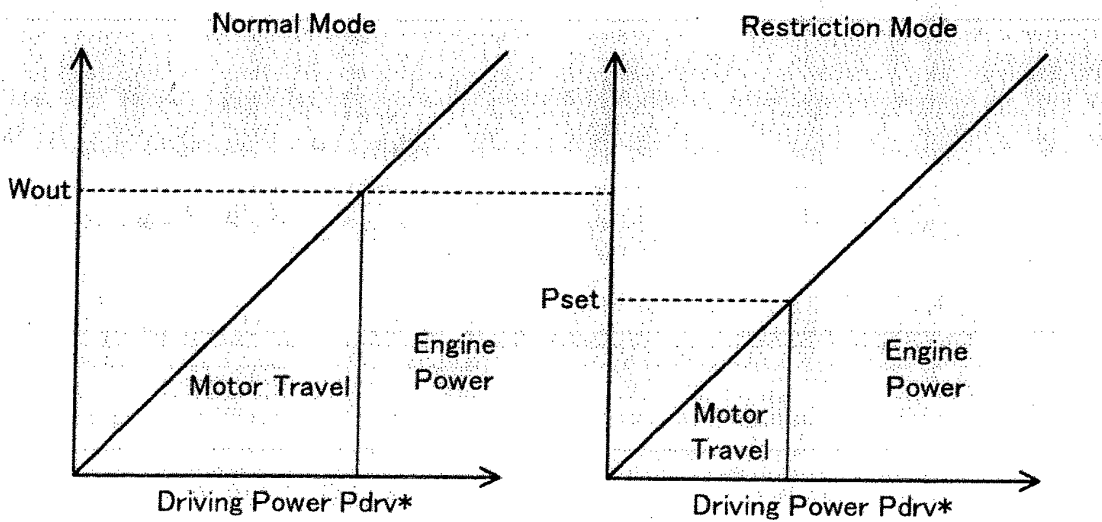 Normal Mode
Wout
Motor Travel
Engine
Power
Driving Power Pdrv*
Restriction Mode
Pset
Motor
Travel
Engine
Power
Driving Power Pdrv*